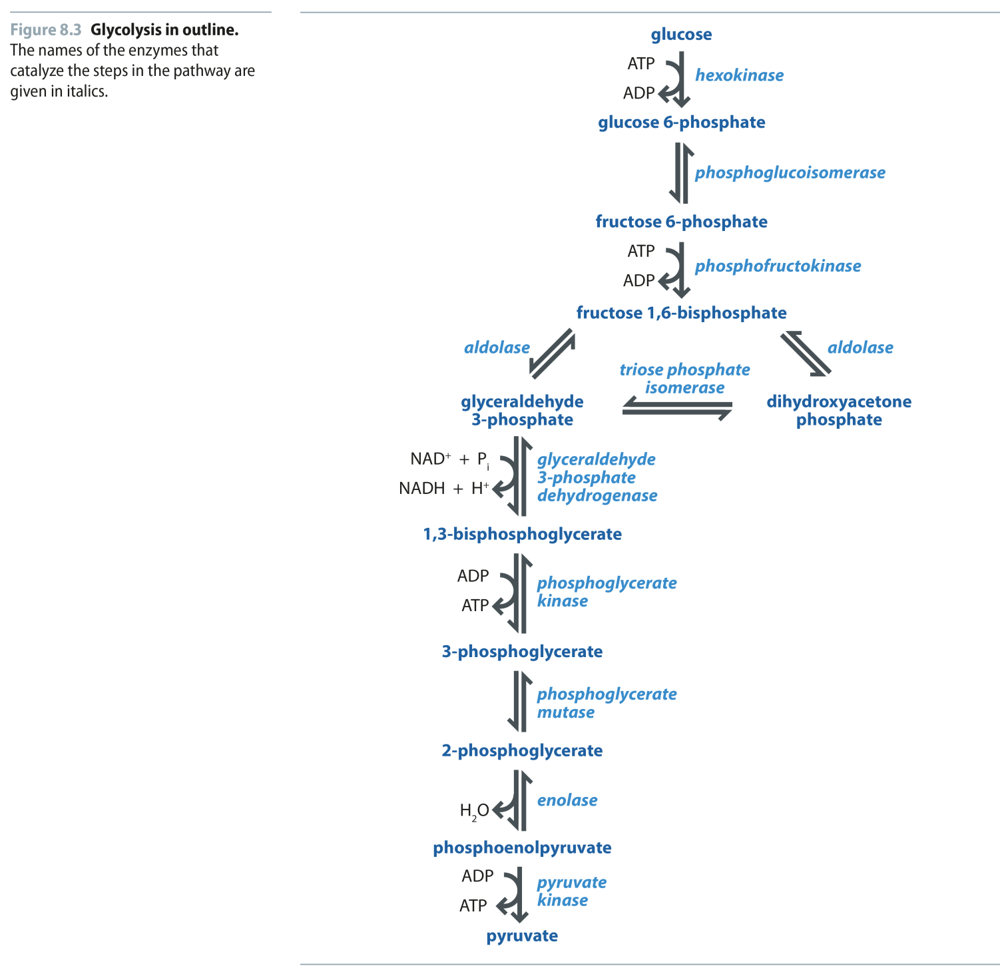 Figure 8.3 Glycolysis in outline.
The names of the enzymes that
catalyze the steps in the pathway are
given in italics.
glucose
ATP
hexokinase
ADP
glucose 6-phosphate
phosphoglucoisomerase
fructose 6-phosphate
ATP
phosphofructokinase
ADP
fructose 1,6-bisphosphate
aldolase
aldolase
triose phosphate
isomerase
glyceraldehyde
3-phosphate
dihydroxyacetone
phosphate
NAD⁺ + Pᵢ
NADH + H⁺
glyceraldehyde
3-phosphate
dehydrogenase
1,3-bisphosphoglycerate
ADP
ATP
phosphoglycerate
kinase
3-phosphoglycerate
phosphoglycerate
mutase
2-phosphoglycerate
enolase
H₂O
phosphoenolpyruvate
ADP
ATP
pyruvate
kinase
pyruvate